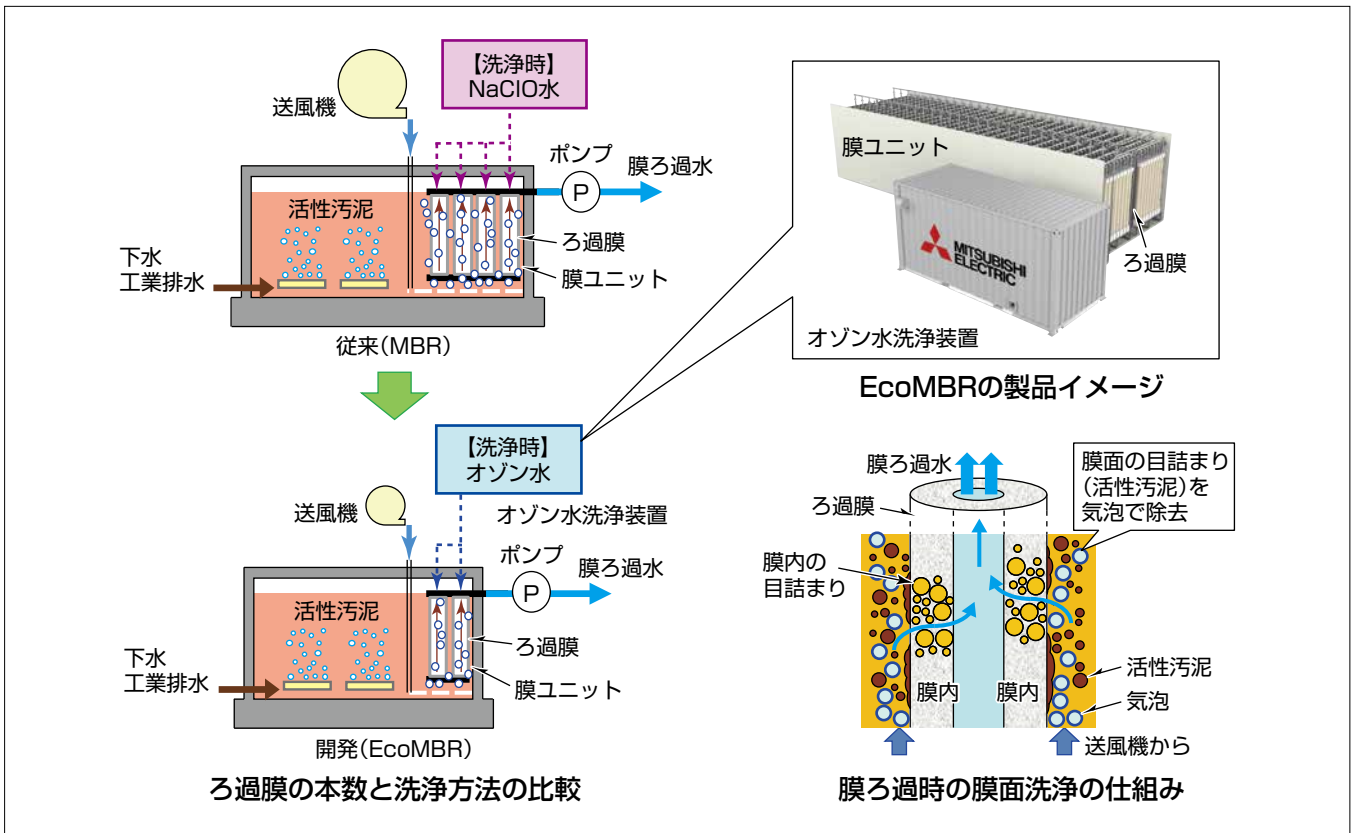 【洗浄時】
NaClO水
送風機
ポンプ
P
膜ろ過水
活性汚泥
下水
工業排水
ろ過膜
膜ユニット
従来(MBR)
膜ユニット
MITSUBISHI
ELECTRIC
ろ過膜
オゾン水洗浄装置
EcoMBRの製品イメージ
【洗浄時】
オゾン水
送風機
オゾン水洗浄装置
ポンプ
P
膜ろ過水
活性汚泥
下水
工業排水
ろ過膜
膜ユニット
開発(EcoMBR)
ろ過膜の本数と洗浄方法の比較
膜ろ過水
膜面の目詰まり
(活性汚泥)を
気泡で除去
ろ過膜
膜内の
目詰まり
膜内
膜内
活性汚泥
気泡
送風機から
膜ろ過時の膜面洗浄の仕組み